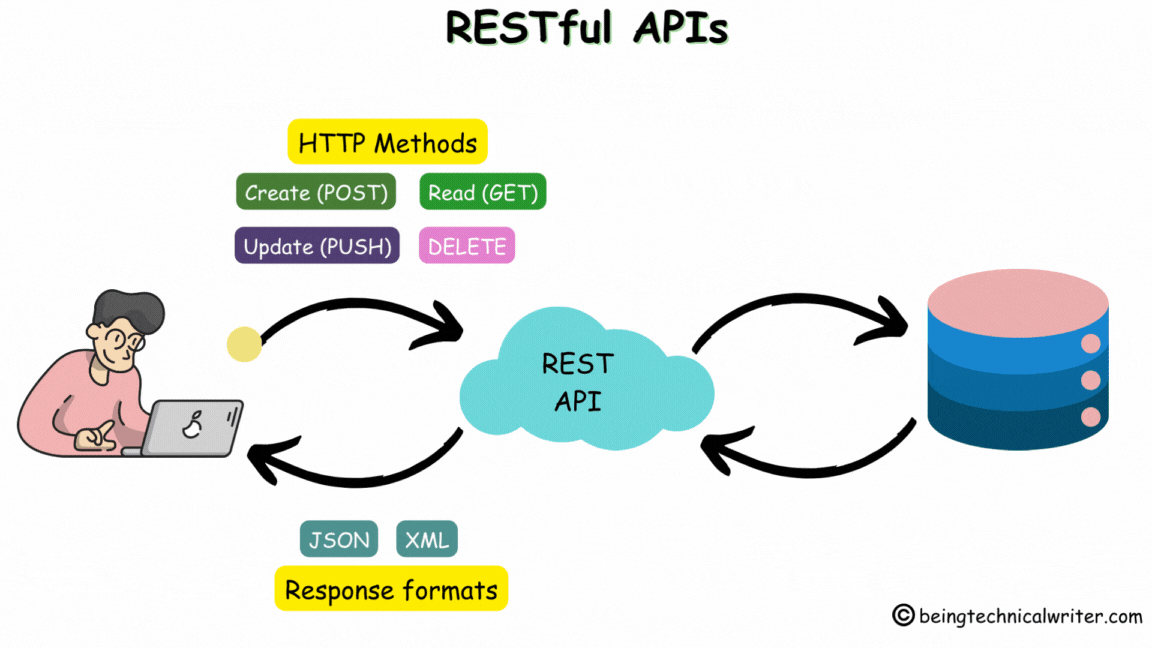 RESTful APIs
HTTP Methods
Create (POST)
Read (GET)
Update (PUSH)
DELETE
REST
API
JSON
XML
Response formats
© beingtechnicalwriter.com